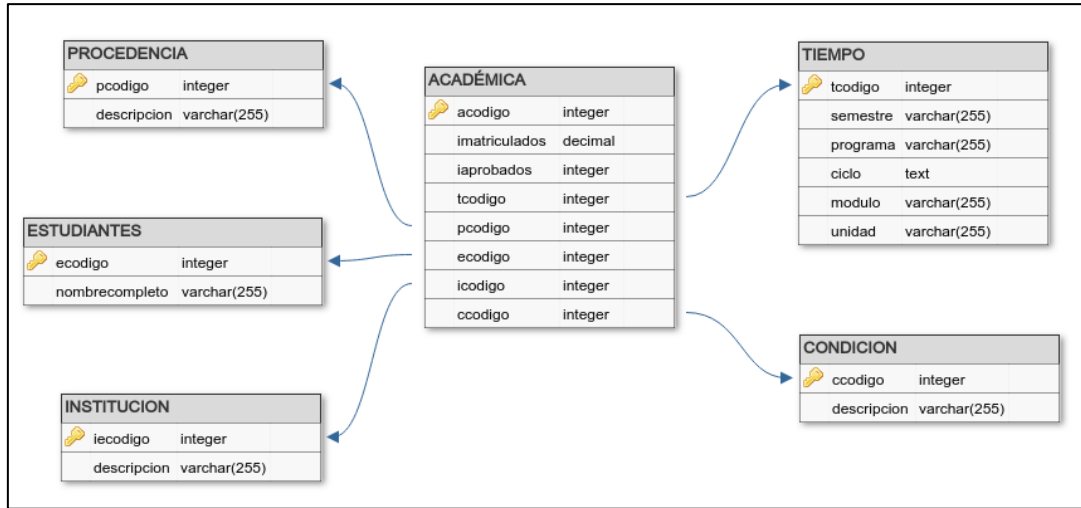 PROCEDENCIA
pcodigo integer
descripcion varchar(255)
ESTUDIANTES
ecodigo integer
nombrecompleto varchar(255)
INSTITUCION
iecodigo integer
descripcion varchar(255)
ACADÉMICA
acodigo integer
imatriculados decimal
iaprobados integer
tcodigo integer
pcodigo integer
ecodigo integer
icodigo integer
ccodigo integer
TIEMPO
tcodigo integer
semestre varchar(255)
programa varchar(255)
ciclo text
modulo varchar(255)
unidad varchar(255)
CONDICION
ccodigo integer
descripcion varchar(255)